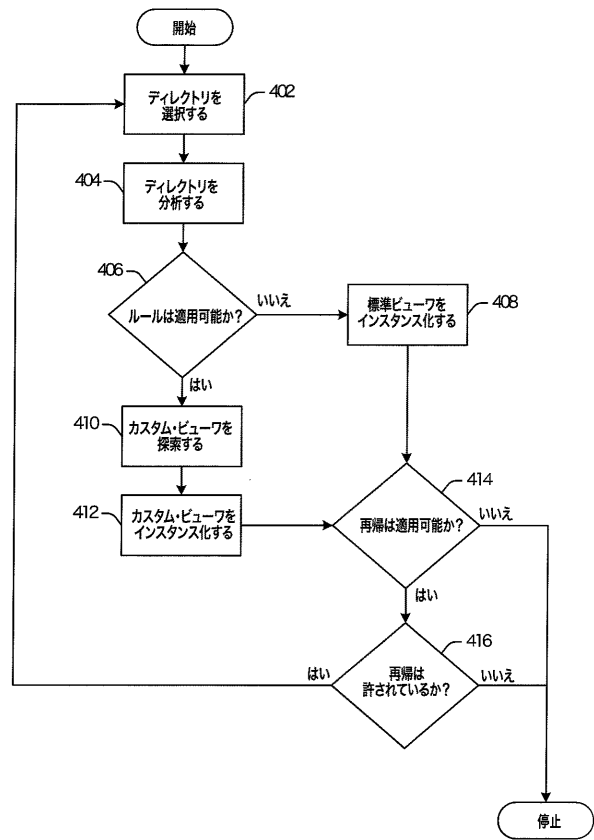 開始
ディレクトリを
選択する
402
404
ディレクトリを
分析する
406
ルールは適用可能か?
いいえ
標準ビューワを
インスタンス化する
408
はい
410
カスタム・ビューワを
探索する
412
カスタム・ビューワを
インスタンス化する
414
再帰は適用可能か?
いいえ
はい
416
再帰は
許されているか?
はい
いいえ
停止